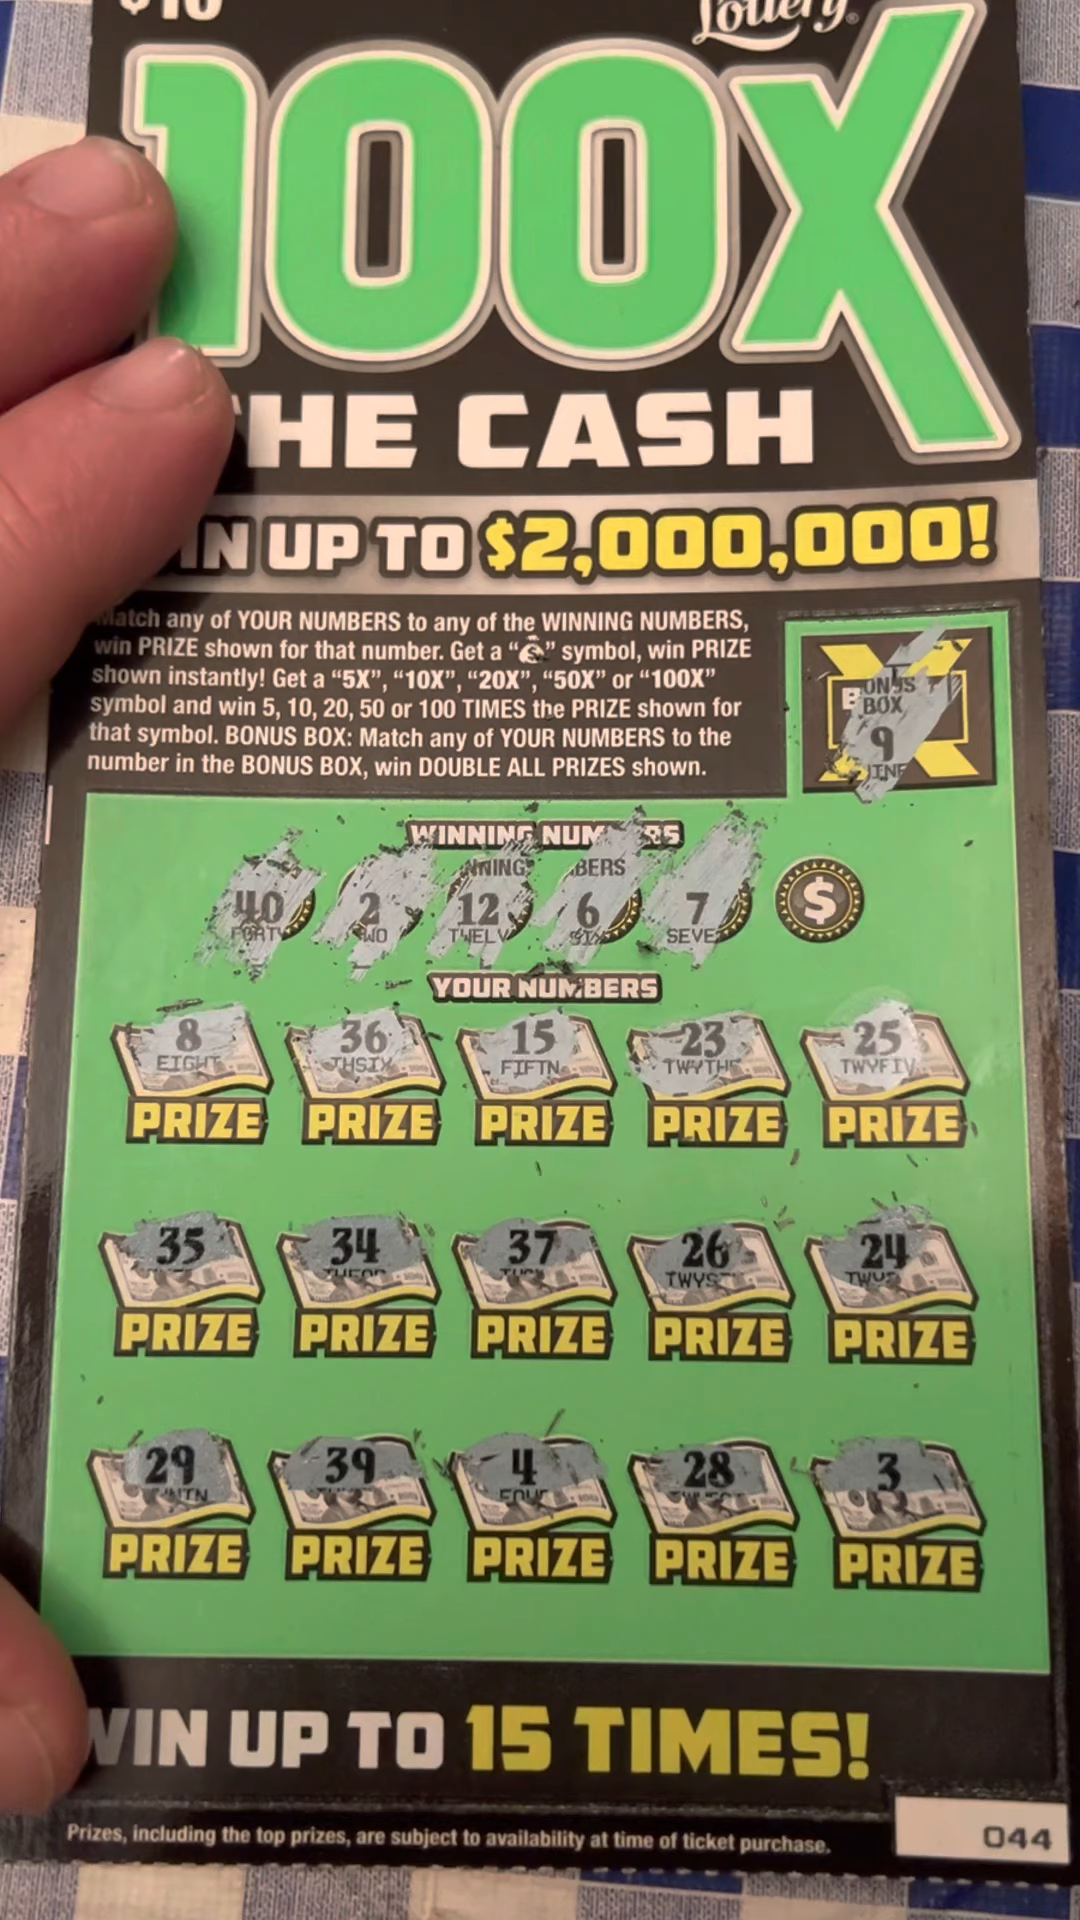 $10 Lottery®
100X
THE CASH
WIN UP TO $2,000,000!
Match any of YOUR NUMBERS to any of the WINNING NUMBERS,
win PRIZE shown for that number. Get a “ ” symbol, win PRIZE
shown instantly! Get a “5X”, “10X”, “20X”, “50X” or “100X”
symbol and win 5, 10, 20, 50 or 100 TIMES the PRIZE shown for
that symbol. BONUS BOX: Match any of YOUR NUMBERS to the
number in the BONUS BOX, win DOUBLE ALL PRIZES shown.
BONUS
BOX
9
WINNING NUMBERS
40 2 12 6 7 $
YOUR NUMBERS
8 36 15 23 25
EIGHT THSIX FIFTN TWYTH TWYFIV
PRIZE PRIZE PRIZE PRIZE PRIZE
35 34 37 26 24
PRIZE PRIZE PRIZE PRIZE PRIZE
29 39 4 28 3
PRIZE PRIZE PRIZE PRIZE PRIZE
WIN UP TO 15 TIMES!
Prizes, including the top prizes, are subject to availability at time of ticket purchase.
044